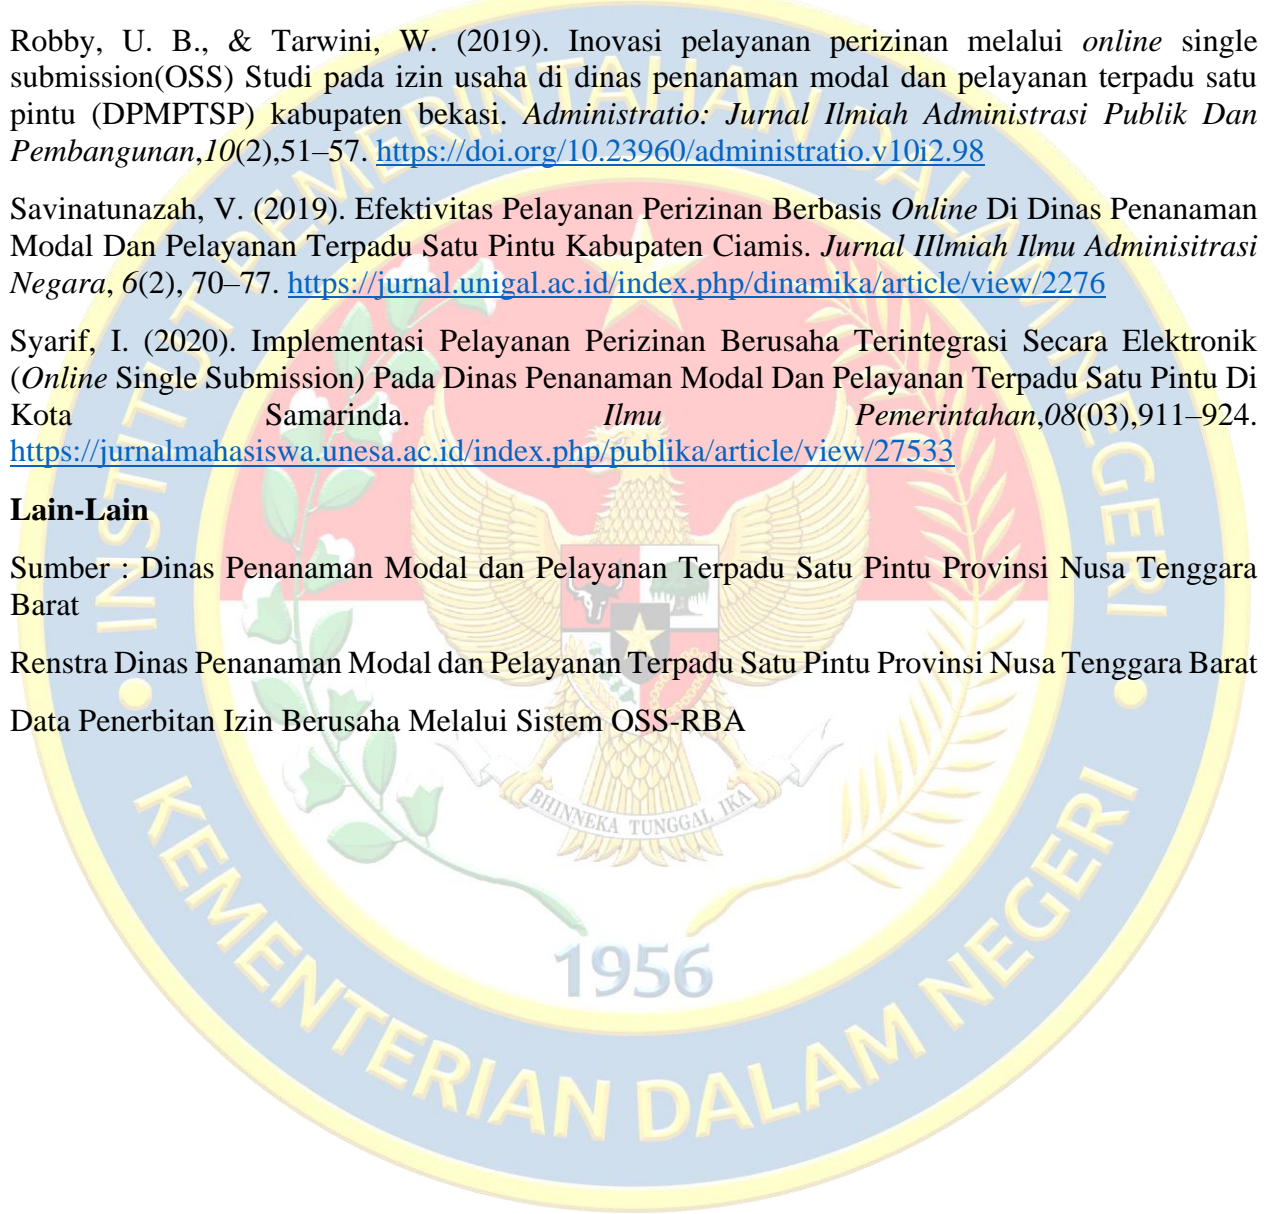 Robby, U. B., & Tarwini, W. (2019). Inovasi pelayanan perizinan melalui online single
submission(OSS) Studi pada izin usaha di dinas penanaman modal dan pelayanan terpadu satu
pintu (DPMPTSP) kabupaten bekasi. Administratio: Jurnal Ilmiah Administrasi Publik Dan
Pembangunan,10(2),51–57. https://doi.org/10.23960/administratio.v10i2.98
Savinatunazah, V. (2019). Efektivitas Pelayanan Perizinan Berbasis Online Di Dinas Penanaman
Modal Dan Pelayanan Terpadu Satu Pintu Kabupaten Ciamis. Jurnal IIlmiah Ilmu Adminisitrasi
Negara, 6(2), 70–77. https://jurnal.unigal.ac.id/index.php/dinamika/article/view/2276
Syarif, I. (2020). Implementasi Pelayanan Perizinan Berusaha Terintegrasi Secara Elektronik
(Online Single Submission) Pada Dinas Penanaman Modal Dan Pelayanan Terpadu Satu Pintu Di
Kota Samarinda. Ilmu Pemerintahan,08(03),911–924.
https://jurnalmahasiswa.unesa.ac.id/index.php/publika/article/view/27533
Lain-Lain
Sumber : Dinas Penanaman Modal dan Pelayanan Terpadu Satu Pintu Provinsi Nusa Tenggara
Barat
Renstra Dinas Penanaman Modal dan Pelayanan Terpadu Satu Pintu Provinsi Nusa Tenggara Barat
Data Penerbitan Izin Berusaha Melalui Sistem OSS-RBA
INSTITUT PEMERINTAHAN DALAM NEGERI
BHINNEKA TUNGGAL IKA
1956
KEMENTERIAN DALAM NEGERI